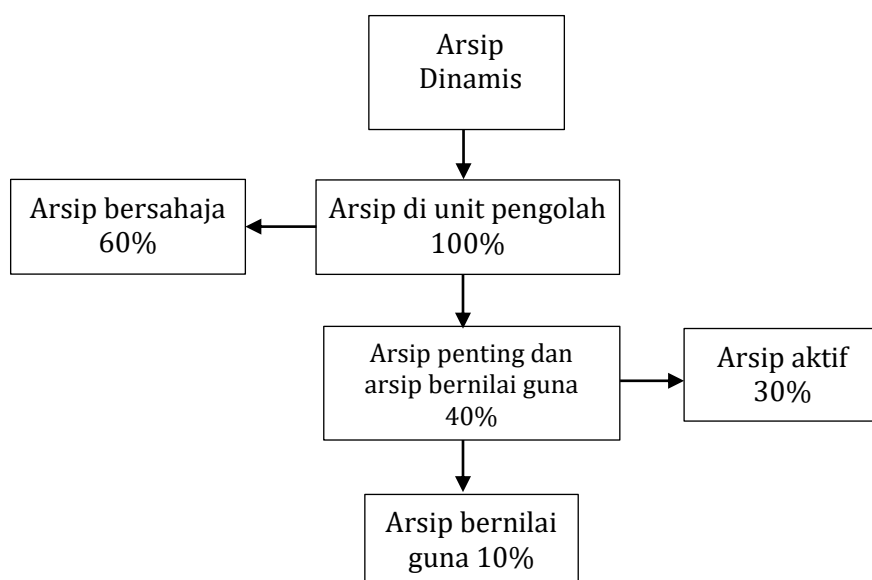 Arsip
Dinamis
Arsip bersahaja
60%
Arsip di unit pengolah
100%
Arsip penting dan
arsip bernilai guna
40%
Arsip aktif
30%
Arsip bernilai
guna 10%